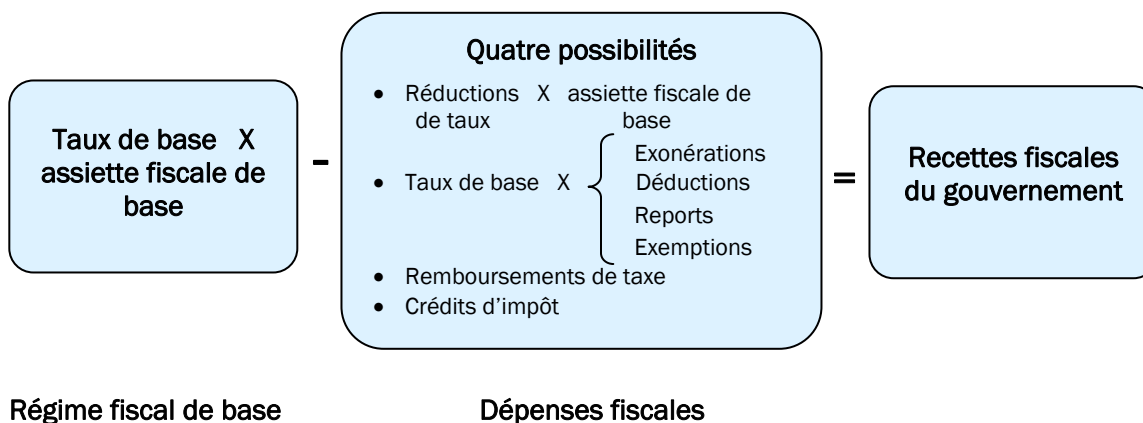 Taux de base X
assiette fiscale de
base
-
Quatre possibilités
• Réductions X assiette fiscale de
de taux base
• Taux de base X
Exonérations
Déductions
Reports
Exemptions
• Remboursements de taxe
• Crédits d'impôt
=
Recettes fiscales
du gouvernement
Régime fiscal de base
Dépenses fiscales